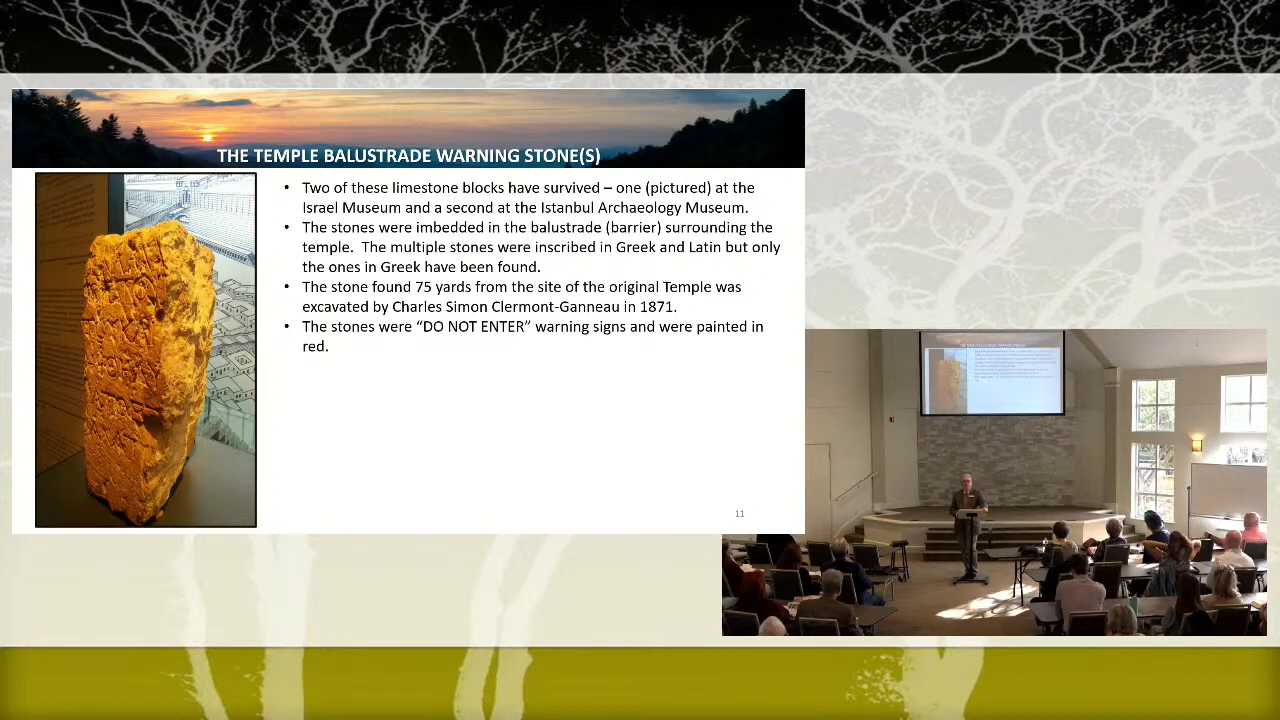 THE TEMPLE BALUSTRADE WARNING STONE(S)
• Two of these limestone blocks have survived – one (pictured) at the
Israel Museum and a second at the Istanbul Archaeology Museum.
• The stones were imbedded in the balustrade (barrier) surrounding the
temple.  The multiple stones were inscribed in Greek and Latin but only
the ones in Greek have been found.
• The stone found 75 yards from the site of the original Temple was
excavated by Charles Simon Clermont-Ganneau in 1871.
• The stones were “DO NOT ENTER” warning signs and were painted in
red.
11